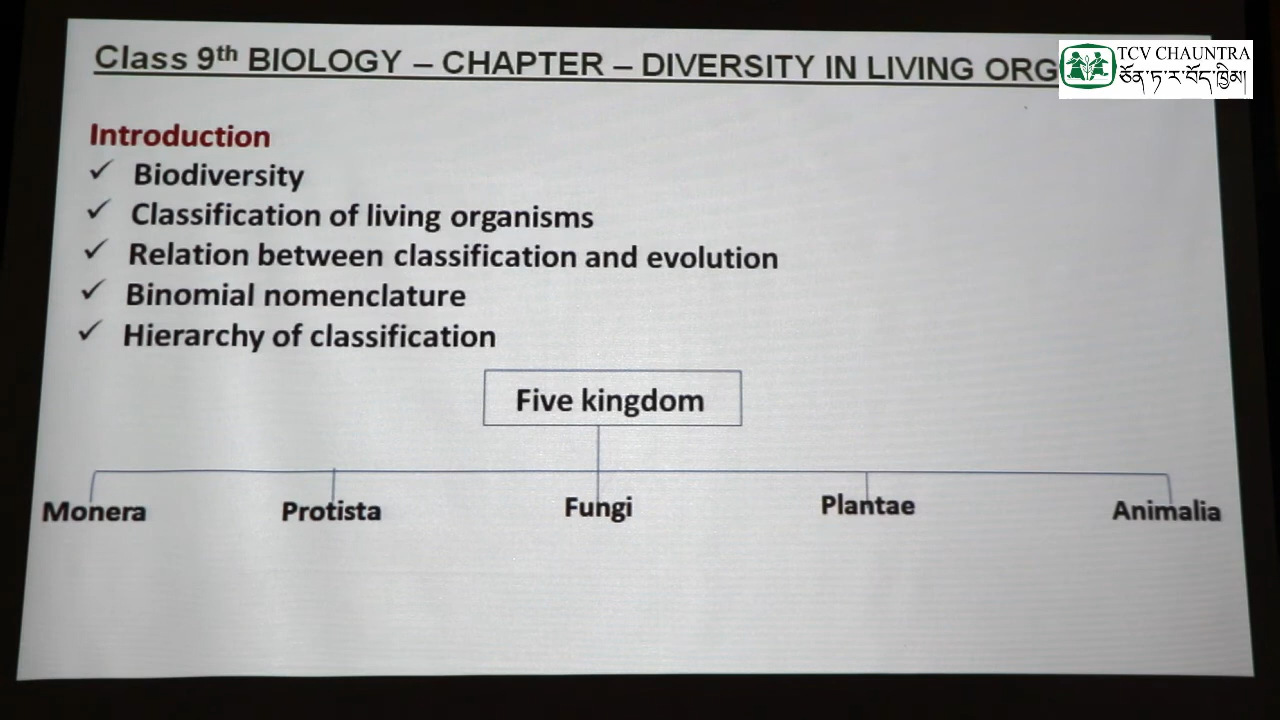 Class 9th BIOLOGY – CHAPTER – DIVERSITY IN LIVING ORG
TCV CHAUNTRA
ཅོན་ཏ་ར་བོད་ཁྱིམ།
Introduction
✓ Biodiversity
✓ Classification of living organisms
✓ Relation between classification and evolution
✓ Binomial nomenclature
✓ Hierarchy of classification
Five kingdom
Monera Protista Fungi Plantae Animalia